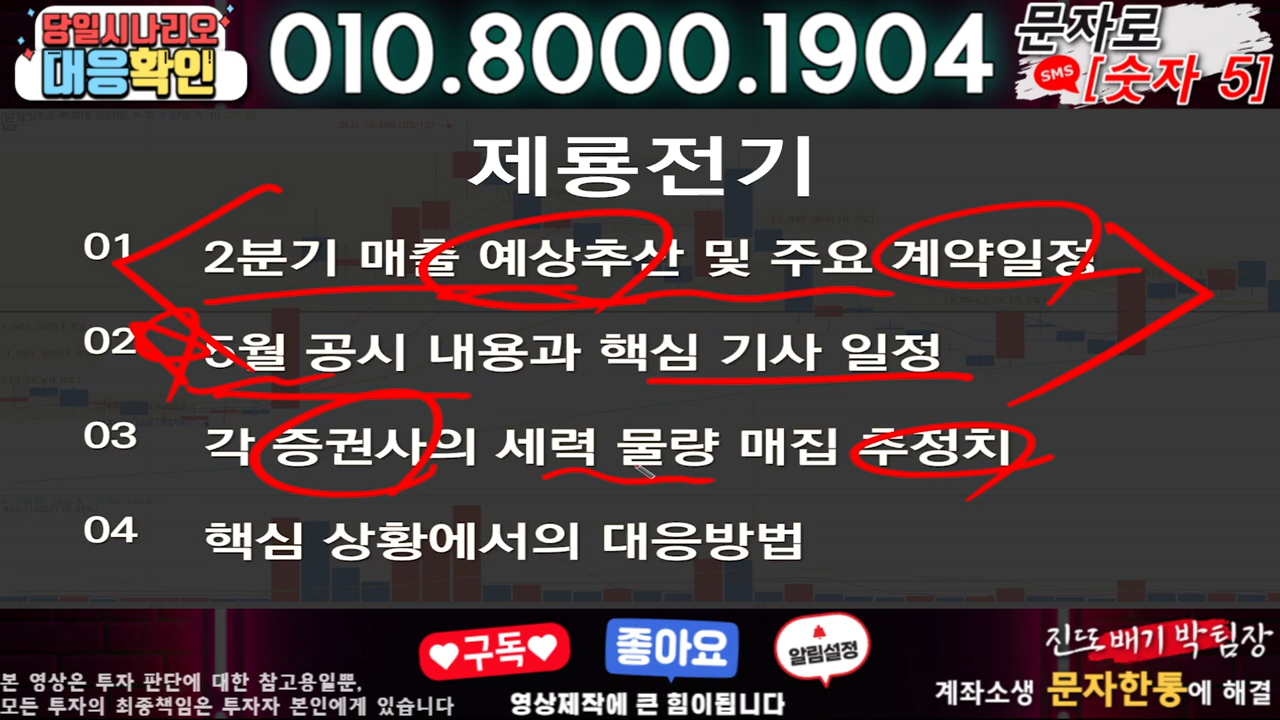 당일시나리오
대응확인
010.8000.1904
문자로
SMS
[숫자 5]
제룡전기
01
2분기 매출 예상추산 및 주요 계약일정
02
5월 공시 내용과 핵심 기사 일정
03
각 증권사의 세력 물량 매집 추정치
04
핵심 상황에서의 대응방법
구독
좋아요
알림설정
영상제작에 큰 힘이됩니다
본 영상은 투자 판단에 대한 참고용일뿐,
모든 투자의 최종책임은 투자자 본인에게 있습니다
진또배기 박팀장
계좌소생 문자한통에 해결